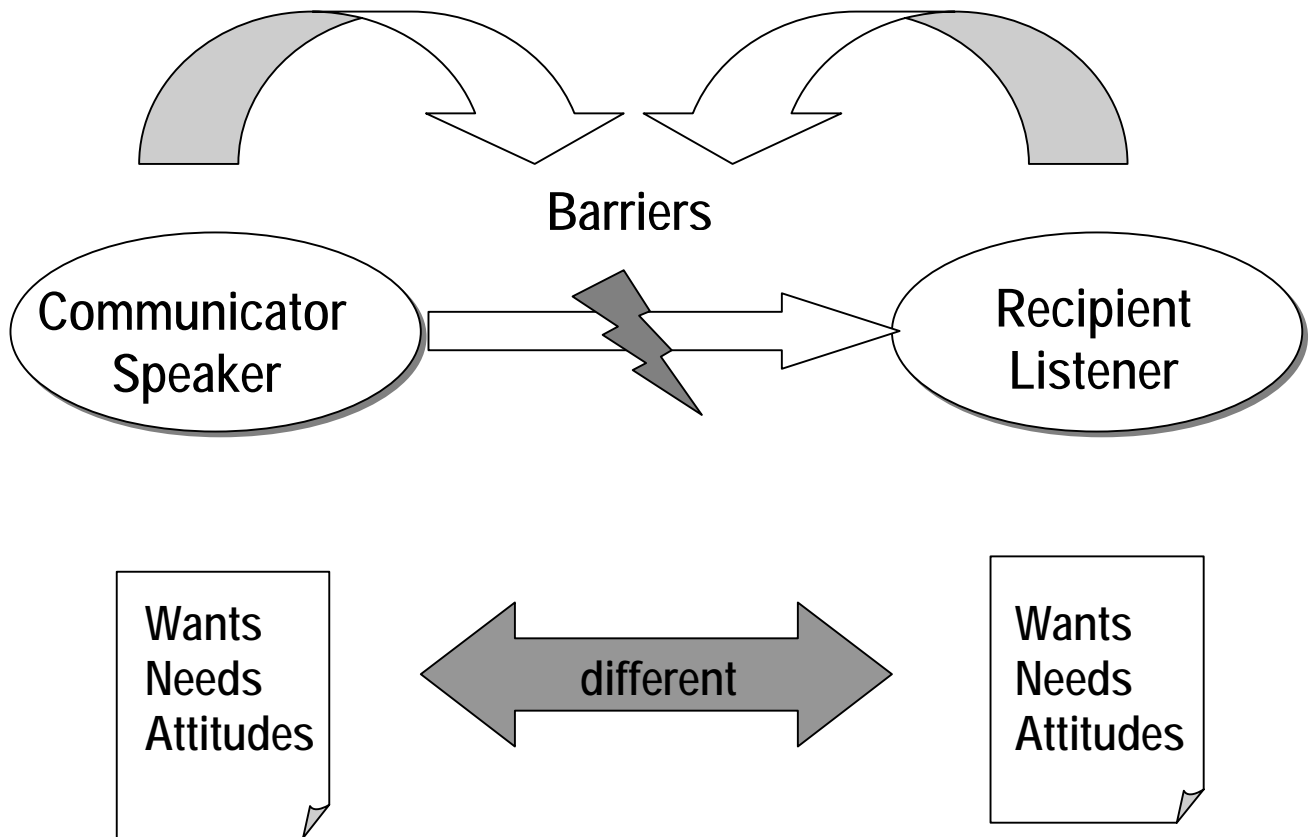 Barriers
Communicator
Speaker
Recipient
Listener
Wants
Needs
Attitudes
different
Wants
Needs
Attitudes